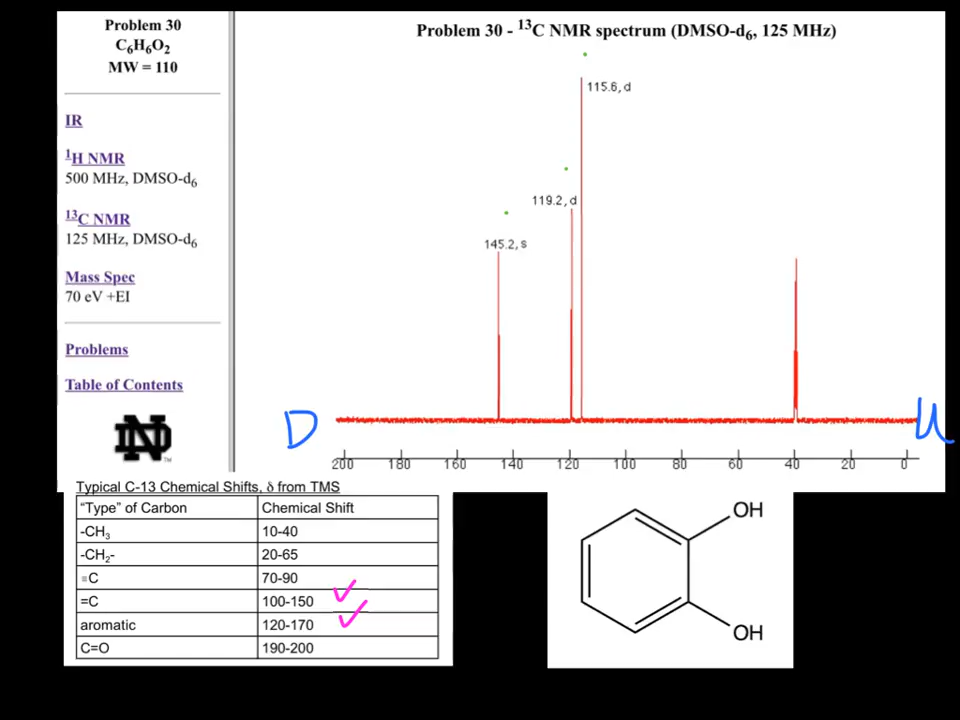 Problem 30
C₆H₆O₂
MW = 110
IR
¹H NMR
500 MHz, DMSO-d₆
¹³C NMR
125 MHz, DMSO-d₆
Mass Spec
70 eV +EI
Problems
Table of Contents
ND
TM
Problem 30 - ¹³C NMR spectrum (DMSO-d₆, 125 MHz)
115.6, d
119.2, d
145.2, s
D
U
200 180 160 140 120 100 80 60 40 20 0
Typical C-13 Chemical Shifts, δ from TMS
“Type” of Carbon Chemical Shift
-CH₃ 10-40
-CH₂- 20-65
≡C 70-90
=C 100-150 ✓
aromatic 120-170 ✓
C=O 190-200
OH
OH